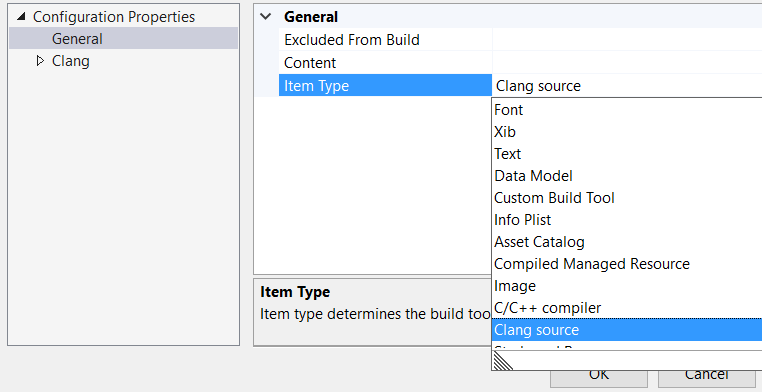 Configuration Properties
General
Clang
General
Excluded From Build
Content
Item Type Clang source
Font
Xib
Text
Data Model
Custom Build Tool
Info Plist
Asset Catalog
Compiled Managed Resource
Image
C/C++ compiler
Clang source
Item Type
Item type determines the build too
OK Cancel